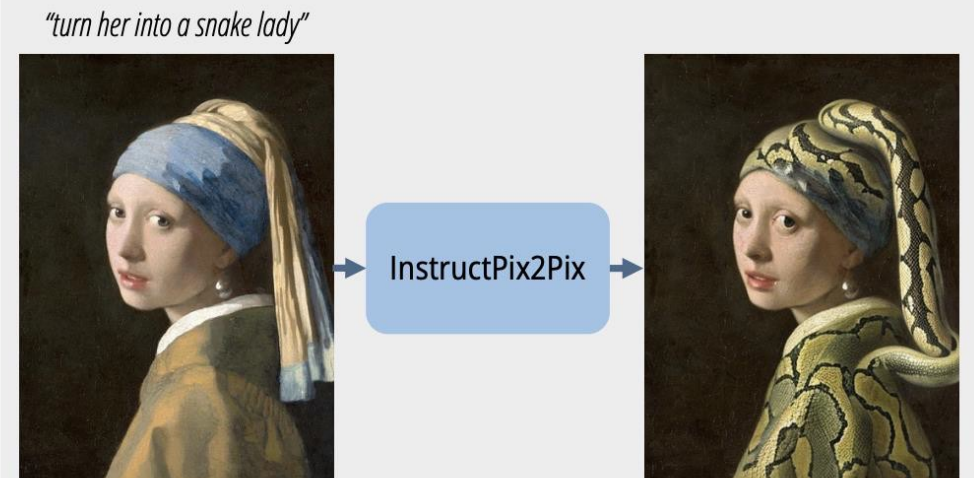 “turn her into a snake lady”
InstructPix2Pix